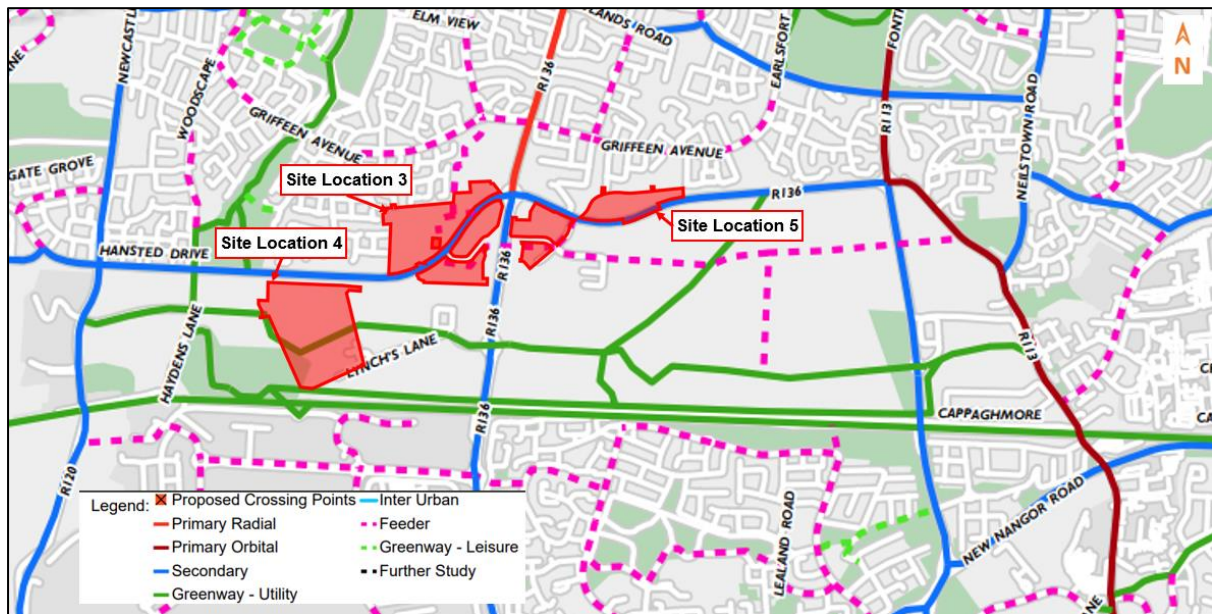 ELM VIEW
LANDS ROAD
R136
EARLSFORT
FONT
N
NEWCASTL
WOODSCAPE
R113
NEILSTOWN ROAD
GRIFFEEN AVENUE
GRIFFEEN AVENUE
GATE GROVE
Site Location 3
R136
Site Location 5
Site Location 4
HANSTED DRIVE
R136
HAYDENS LANE
R136
LYNCH'S LANE
R113
CAPPAGHMORE
R136
R120
NEW NANGOR ROAD
LEALAND ROAD
Legend:
Proposed Crossing Points
Inter Urban
Primary Radial
Feeder
Primary Orbital
Greenway - Leisure
Secondary
Further Study
Greenway - Utility